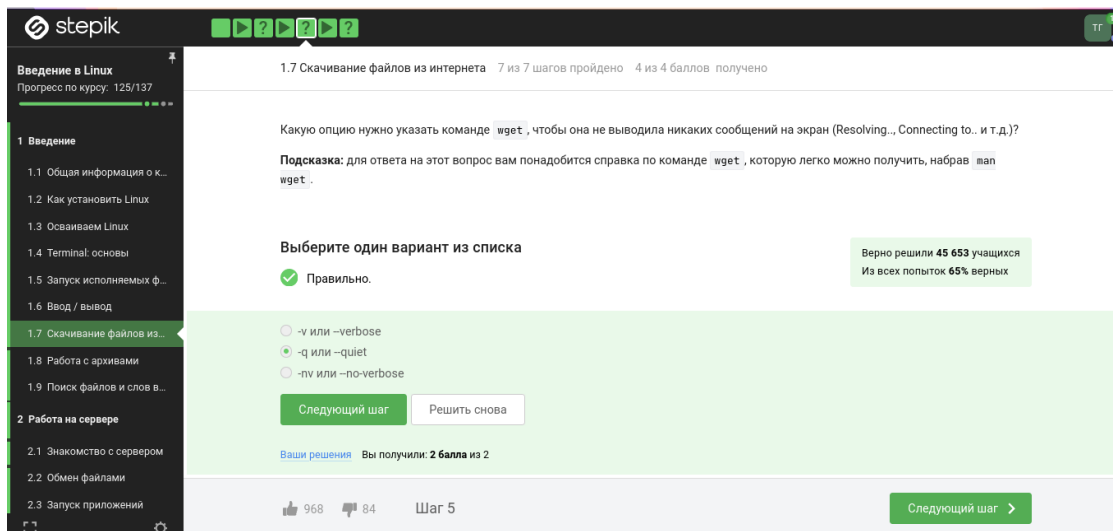 stepik
ТГ
Введение в Linux
Прогресс по курсу: 125/137
1 Введение
1.1 Общая информация о к...
1.2 Как установить Linux
1.3 Осваиваем Linux
1.4 Terminal: основы
1.5 Запуск исполняемых ф...
1.6 Ввод / вывод
1.7 Скачивание файлов из...
1.8 Работа с архивами
1.9 Поиск файлов и слов в...
2 Работа на сервере
2.1 Знакомство с сервером
2.2 Обмен файлами
2.3 Запуск приложений
1.7 Скачивание файлов из интернета 7 из 7 шагов пройдено 4 из 4 баллов получено
Какую опцию нужно указать команде wget, чтобы она не выводила никаких сообщений на экран (Resolving.., Connecting to.. и т.д.)?
Подсказка: для ответа на этот вопрос вам понадобится справка по команде wget, которую легко можно получить, набрав man
wget.
Выберите один вариант из списка
Правильно.
Верно решили 45 653 учащихся
Из всех попыток 65% верных
-v или --verbose
-q или --quiet
-nv или --no-verbose
Следующий шаг Решить снова
Ваши решения Вы получили: 2 балла из 2
968 84 Шаг 5
Следующий шаг